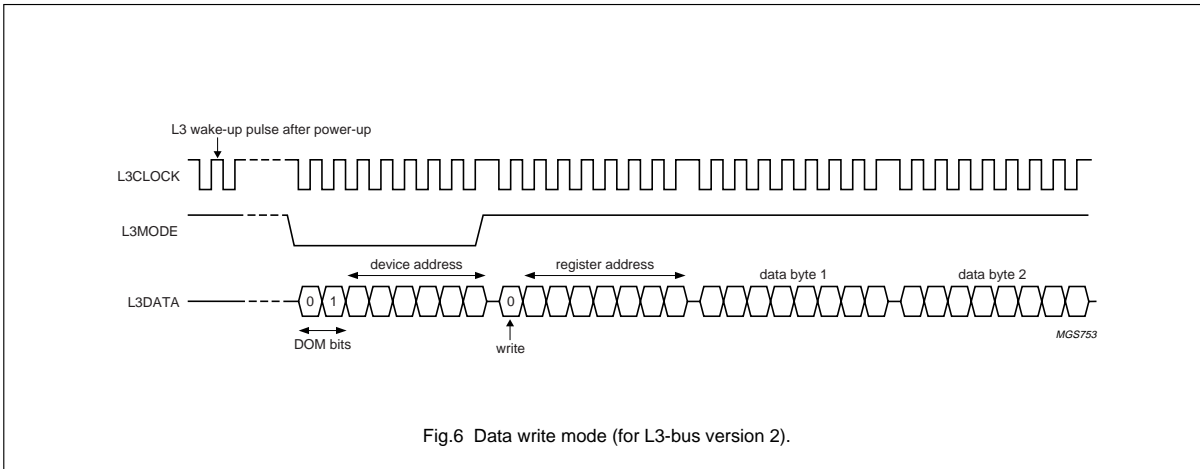 L3 wake-up pulse after power-up
L3CLOCK
L3MODE
device address
register address
data byte 1
data byte 2
L3DATA
0
1
0
DOM bits
write
MGS753
Fig.6 Data write mode (for L3-bus version 2).